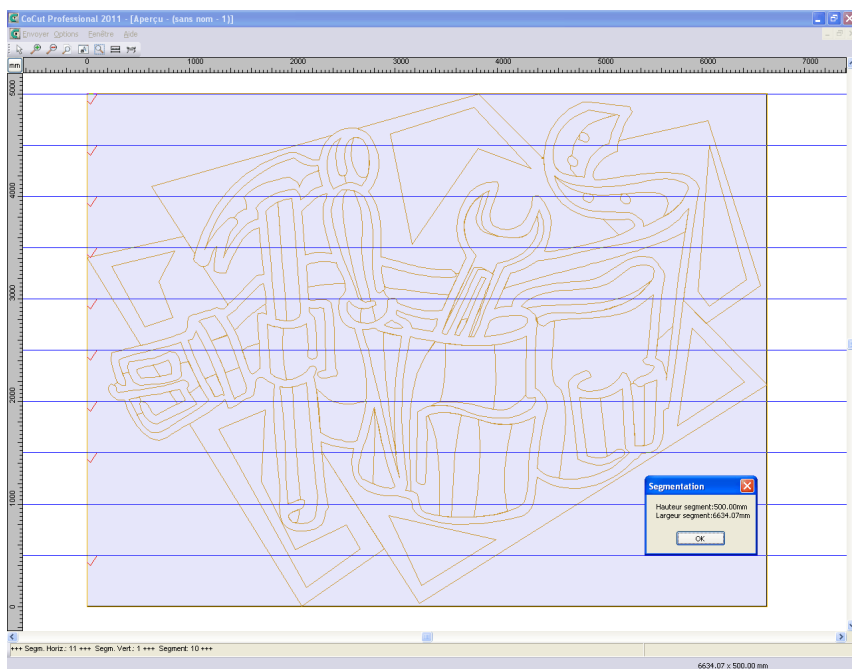 CoCut Professional 2011 - [Aperçu - (sans nom - 1)]
Envoyer Options Fenêtre Aide
mm 0 1000 2000 3000 4000 5000 6000 7000
5000
4000
3000
2000
1000
0
Segmentation
Hauteur segment:500.00mm
Largeur segment:6634.07mm
OK
+++ Segm. Horiz.: 11 +++ Segm. Vert.: 1 +++ Segment: 10 +++
6634.07 x 500.00 mm